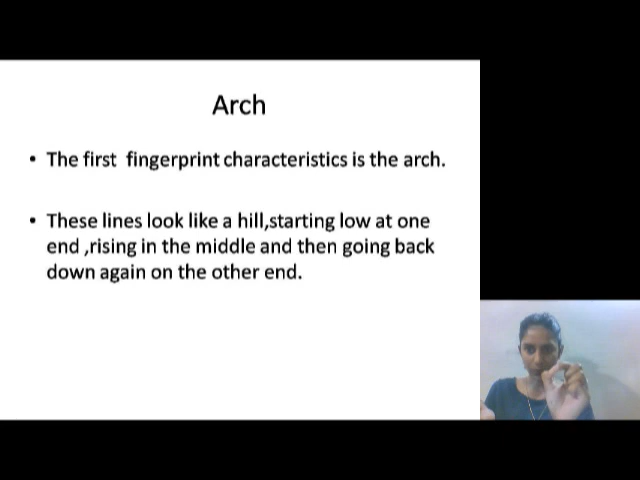 Arch
• The first  fingerprint characteristics is the arch.
• These lines look like a hill,starting low at one
end ,rising in the middle and then going back
down again on the other end.